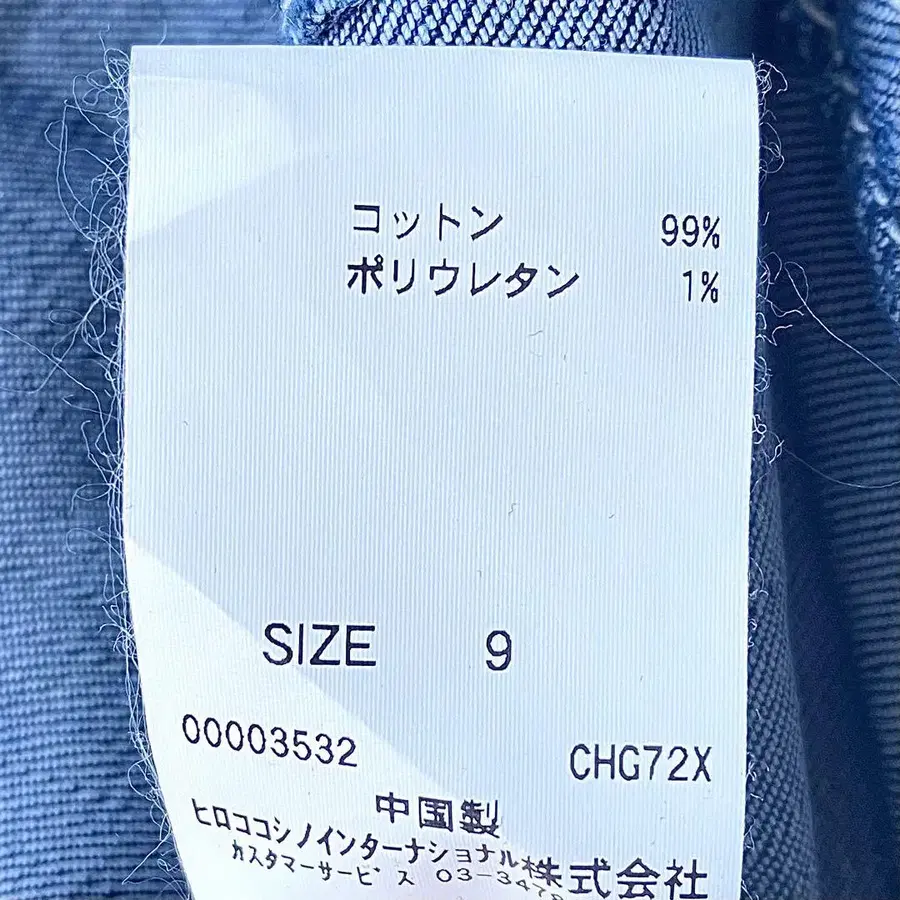 コットン 99%
ポリウレタン 1%
SIZE 9
00003532 CHG72X
中国製
ヒロココシノインターナショナル株式会社
カスタマーサービス 03-347